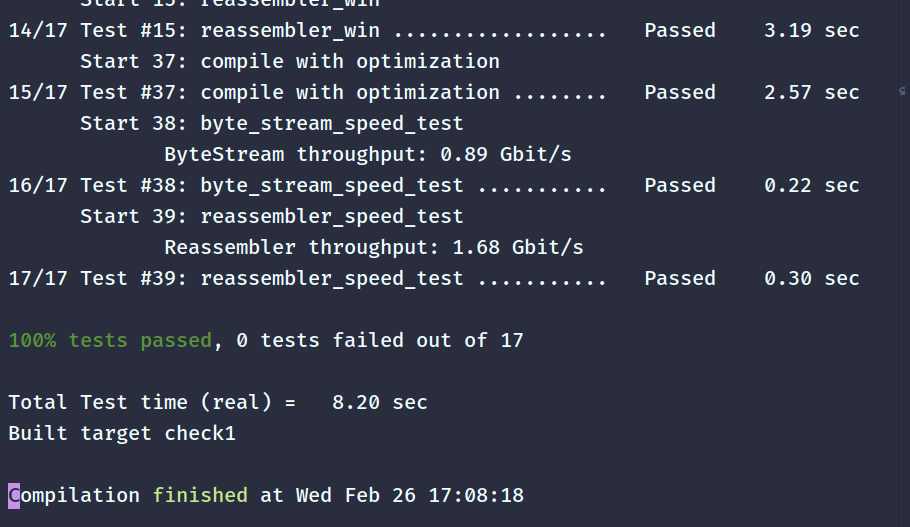 Start 15: reassembler_win
14/17 Test #15: reassembler_win ..................   Passed    3.19 sec
      Start 37: compile with optimization
15/17 Test #37: compile with optimization ........   Passed    2.57 sec
      Start 38: byte_stream_speed_test
             ByteStream throughput: 0.89 Gbit/s
16/17 Test #38: byte_stream_speed_test ...........   Passed    0.22 sec
      Start 39: reassembler_speed_test
             Reassembler throughput: 1.68 Gbit/s
17/17 Test #39: reassembler_speed_test ...........   Passed    0.30 sec
100% tests passed, 0 tests failed out of 17
Total Test time (real) =   8.20 sec
Built target check1
Compilation finished at Wed Feb 26 17:08:18